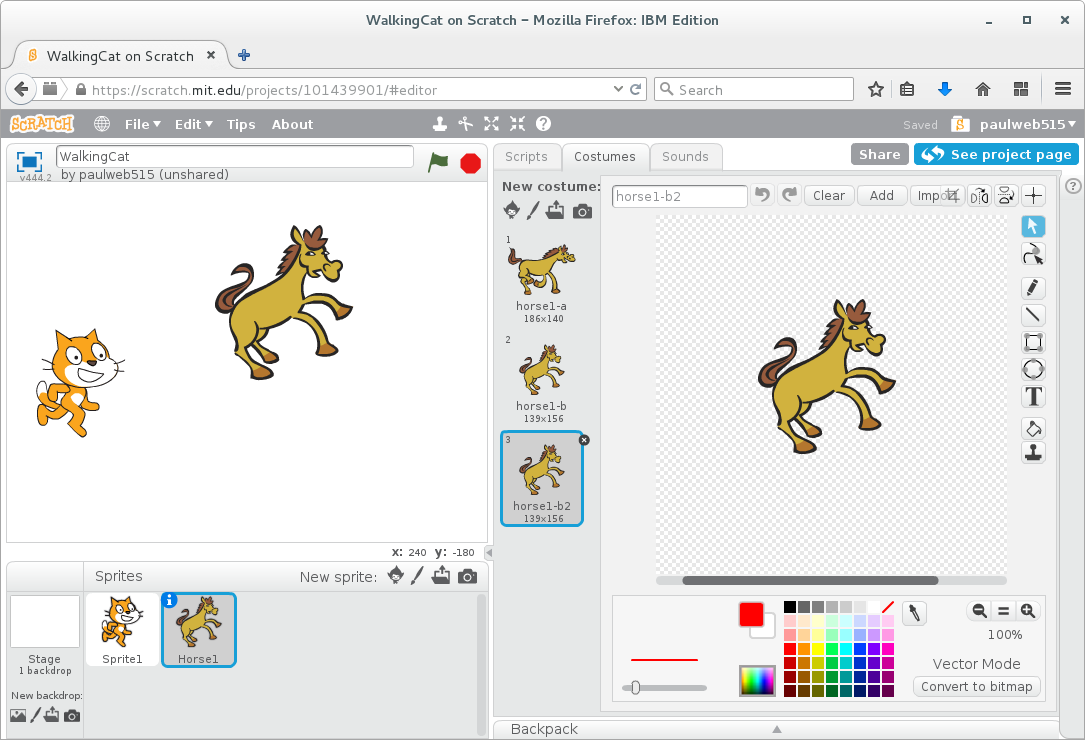 WalkingCat on Scratch – Mozilla Firefox: IBM Edition
WalkingCat on Scratch
https://scratch.mit.edu/projects/101439901/#editor
Search
SCRATCH
File
Edit
Tips
About
Saved
paulweb515
v444.2
WalkingCat
by paulweb515 (unshared)
Scripts
Costumes
Sounds
Share
See project page
New costume:
horse1-b2
Clear
Add
Impo
1
horse1-a
186x140
2
horse1-b
139x156
3
horse1-b2
139x156
x: 240 y: -180
Sprites
New sprite:
Stage
1 backdrop
New backdrop:
Sprite1
Horse1
T
100%
Vector Mode
Convert to bitmap
Backpack